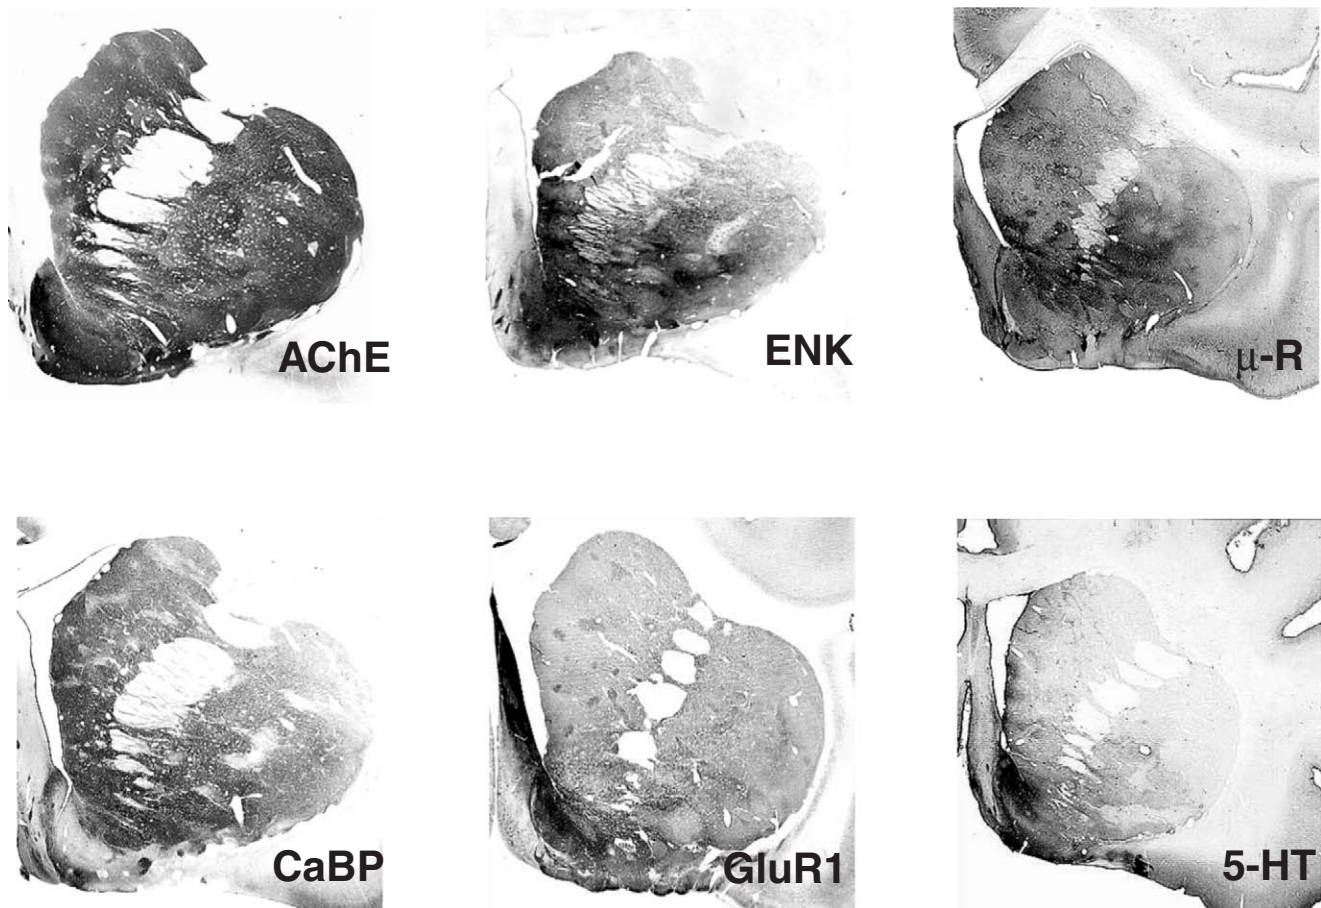 AChE
ENK
μ-R
CaBP
GluR1
5-HT